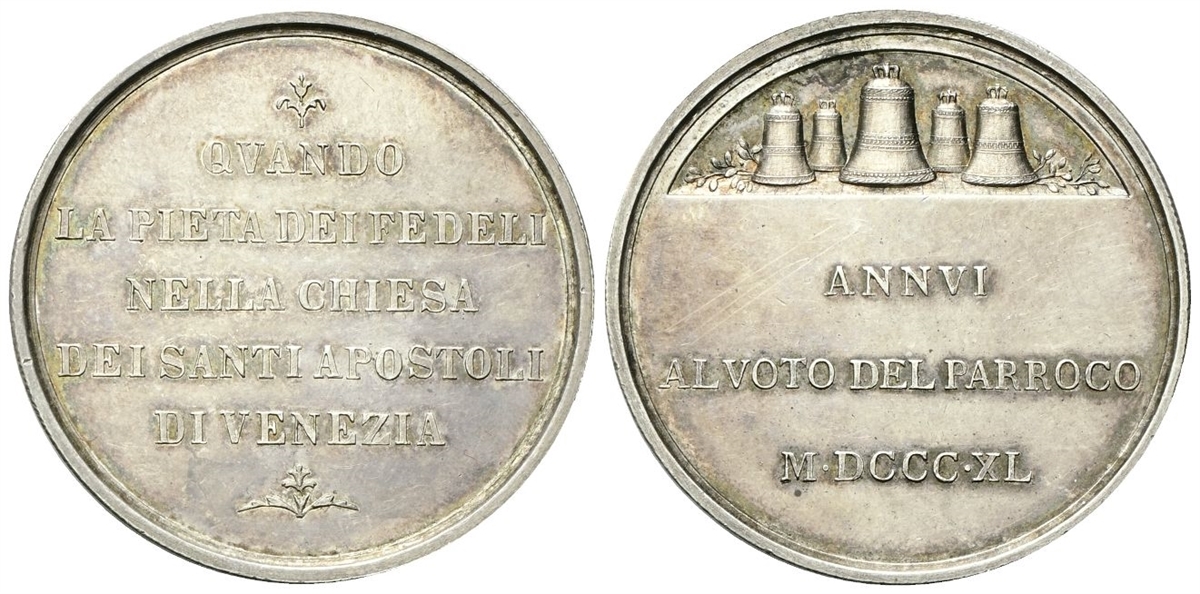 QVANDO
LA PIETA DEI FEDELI
NELLA CHIESA
DEI SANTI APOSTOLI
DI VENEZIA
ANNVI
AL VOTO DEL PARROCO
M·DCCC·XL